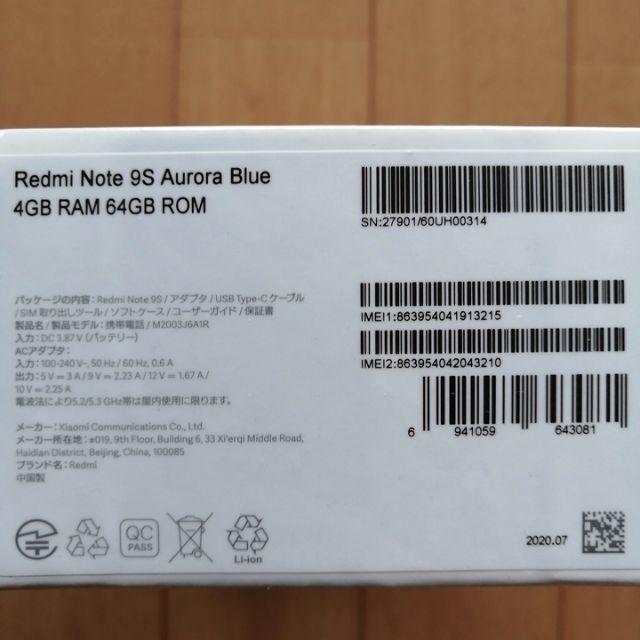 Redmi Note 9S Aurora Blue
4GB RAM 64GB ROM
SN:27901/60UH00314
パッケージの内容: Redmi Note 9S / アダプタ / USB Type-C ケーブル
/ SIM 取り出しツール / ソフトケース / ユーザーガイド / 保証書
製品名 / 製品モデル: 携帯電話 / M2003J6A1R
入力: DC 3.87 V (バッテリー)
ACアダプタ:
入力: 100-240 V~, 50 Hz / 60 Hz, 0.6 A
出力: 5 V = 3 A / 9 V = 2.23 A / 12 V = 1.67 A /
10 V = 2.25 A
電波法により5.2/5.3 GHz帯は屋内使用に限ります。
IMEI1:863954041913215
IMEI2:863954042043210
6 941059 643081
メーカー: Xiaomi Communications Co., Ltd.
メーカー所在地: #019, 9th Floor, Building 6, 33 Xi'erqi Middle Road,
Haidian District, Beijing, China, 100085
ブランド名: Redmi
中国製
QC
PASS
Li-ion
2020.07